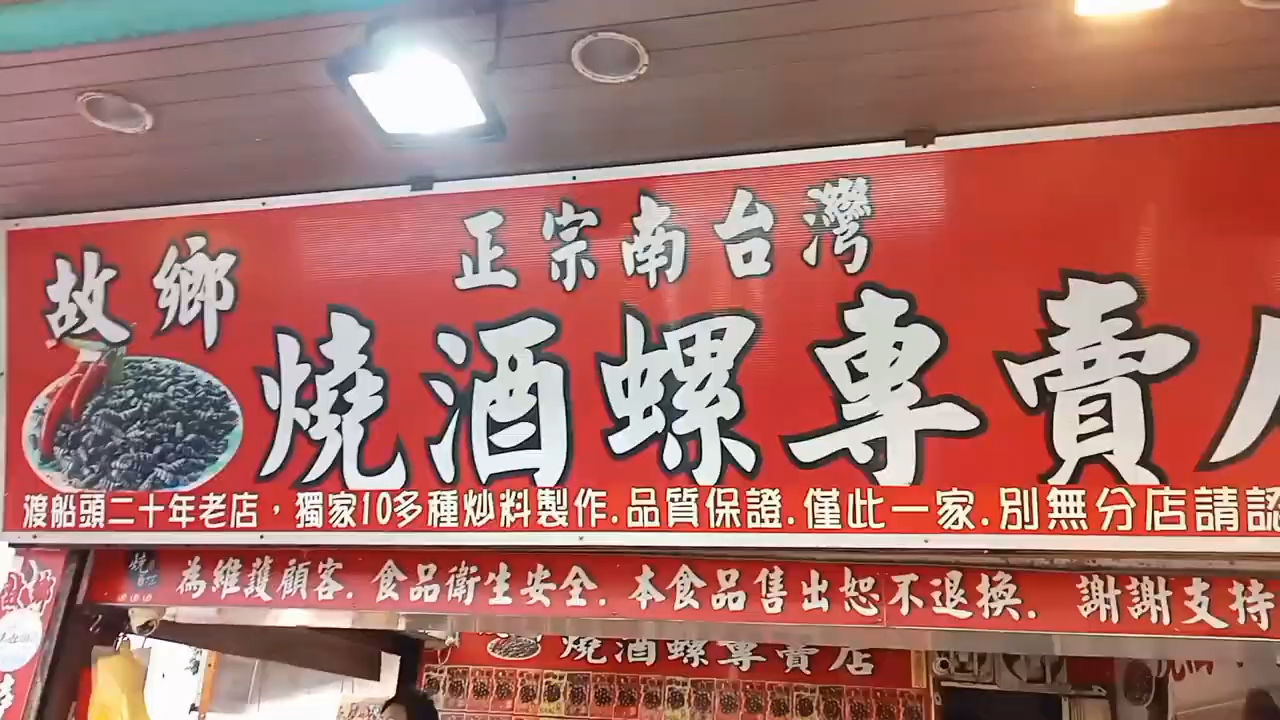 正宗南台灣
故鄉
燒酒螺專賣
渡船頭二十年老店，獨家10多種炒料製作.品質保證.僅此一家.別無分店請認
為維護顧客.食品衛生安全.本食品售出恕不退換.謝謝支持
燒酒螺專賣店